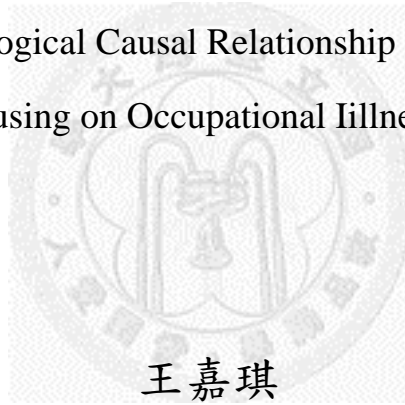 ogical Causal Relationship
using on Occupational Iillne
王嘉琪